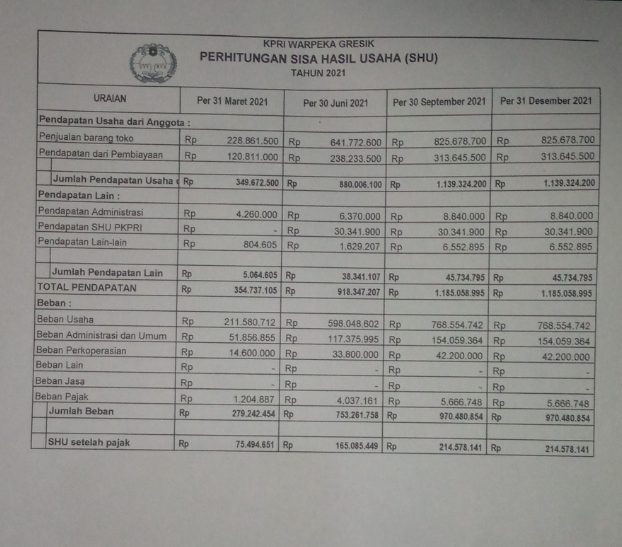 KPRI WARPEKA GRESIK
PERHITUNGAN SISA HASIL USAHA (SHU)
TAHUN 2021
URAIAN Per 31 Maret 2021 Per 30 Juni 2021 Per 30 September 2021 Per 31 Desember 2021
Pendapatan Usaha dari Anggota :
Penjualan barang toko Rp 228.861.500 Rp 641.772.600 Rp 825.678.700 Rp 825.678.700
Pendapatan dari Pembiayaan Rp 120.811.000 Rp 238.233.500 Rp 313.645.500 Rp 313.645.500
Jumlah Pendapatan Usaha Rp 349.672.500 Rp 880.006.100 Rp 1.139.324.200 Rp 1.139.324.200
Pendapatan Lain :
Pendapatan Administrasi Rp 4.260.000 Rp 6.370.000 Rp 8.840.000 Rp 8.840.000
Pendapatan SHU PKPRI Rp - Rp 30.341.900 Rp 30.341.900 Rp 30.341.900
Pendapatan Lain-lain Rp 804.605 Rp 1.629.207 Rp 6.552.895 Rp 6.552.895
Jumlah Pendapatan Lain Rp 5.064.605 Rp 38.341.107 Rp 45.734.795 Rp 45.734.795
TOTAL PENDAPATAN Rp 354.737.105 Rp 918.347.207 Rp 1.185.058.995 Rp 1.185.058.995
Beban :
Beban Usaha Rp 211.580.712 Rp 598.048.602 Rp 768.554.742 Rp 768.554.742
Beban Administrasi dan Umum Rp 51.856.855 Rp 117.375.995 Rp 154.059.364 Rp 154.059.364
Beban Perkoperasian Rp 14.600.000 Rp 33.800.000 Rp 42.200.000 Rp 42.200.000
Beban Lain Rp - Rp - Rp - Rp -
Beban Jasa Rp - Rp - Rp - Rp -
Beban Pajak Rp 1.204.887 Rp 4.037.161 Rp 5.666.748 Rp 5.666.748
Jumlah Beban Rp 279.242.454 Rp 753.261.758 Rp 970.480.854 Rp 970.480.854
SHU setelah pajak Rp 75.494.651 Rp 165.085.449 Rp 214.578.141 Rp 214.578.141